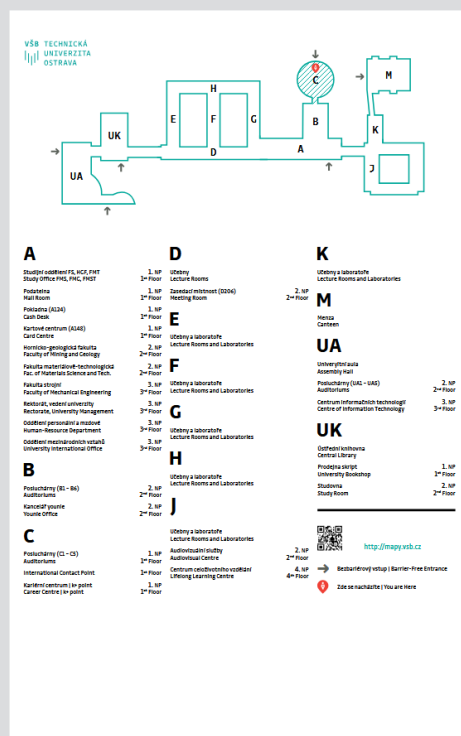 VŠB TECHNICKÁ
UNIVERZITA
OSTRAVA
C
M
H
E
F
G
B
UK
K
D
A
J
UA
A
Studijní oddělení FS, HGF, FMT 1. NP
Study Office FMS, FMC, FMST 1st Floor
Podatelna 1. NP
Mail Room 1st Floor
Pokladna (A134) 1. NP
Cash Desk 1st Floor
Kartové centrum (A148) 1. NP
Card Centre 1st Floor
Hornicko-geologická fakulta 2. NP
Faculty of Mining and Geology 2nd Floor
Fakulta materiálově-technologická 2. NP
Fac. of Materials Science and Tech. 2nd Floor
Fakulta strojní 3. NP
Faculty of Mechanical Engineering 3rd Floor
Rektorát, vedení univerzity 3. NP
Rectorate, University Management 3rd Floor
Oddělení personální a mzdové 3. NP
Human-Resource Department 3rd Floor
Oddělení mezinárodních vztahů 3. NP
University International Office 3rd Floor
B
Posluchárny (B1 - B6) 2. NP
Auditoriums 2nd Floor
Kancelář younie 2. NP
Younie Office 2nd Floor
C
Posluchárny (C1 - C5) 1. NP
Auditoriums 1st Floor
International Contact Point 1st Floor
Kariérní centrum | k+ point 1. NP
Career Centre | k+ point 1st Floor
D
Učebny
Lecture Rooms
Zasedací místnost (D206) 2. NP
Meeting Room 2nd Floor
E
Učebny a laboratoře
Lecture Rooms and Laboratories
F
Učebny a laboratoře
Lecture Rooms and Laboratories
G
Učebny a laboratoře
Lecture Rooms and Laboratories
H
Učebny a laboratoře
Lecture Rooms and Laboratories
J
Učebny a laboratoře
Lecture Rooms and Laboratories
Audiovizuální služby 2. NP
Audiovisual Centre 2nd Floor
Centrum celoživotního vzdělání 4. NP
Lifelong Learning Centre 4th Floor
K
Učebny a laboratoře
Lecture Rooms and Laboratories
M
Menza
Canteen
UA
Univerzitní aula
Assembly Hall
Posluchárny (UA1 - UA5) 2. NP
Auditoriums 2nd Floor
Centrum informačních technologií 3. NP
Centre of Information Technology 3rd Floor
UK
Ústřední knihovna
Central Library
Prodejna skript 1. NP
University Bookshop 1st Floor
Studovna 2. NP
Study Room 2nd Floor
http://mapy.vsb.cz
Bezbariérový vstup | Barrier-Free Entrance
Zde se nacházíte | You are Here